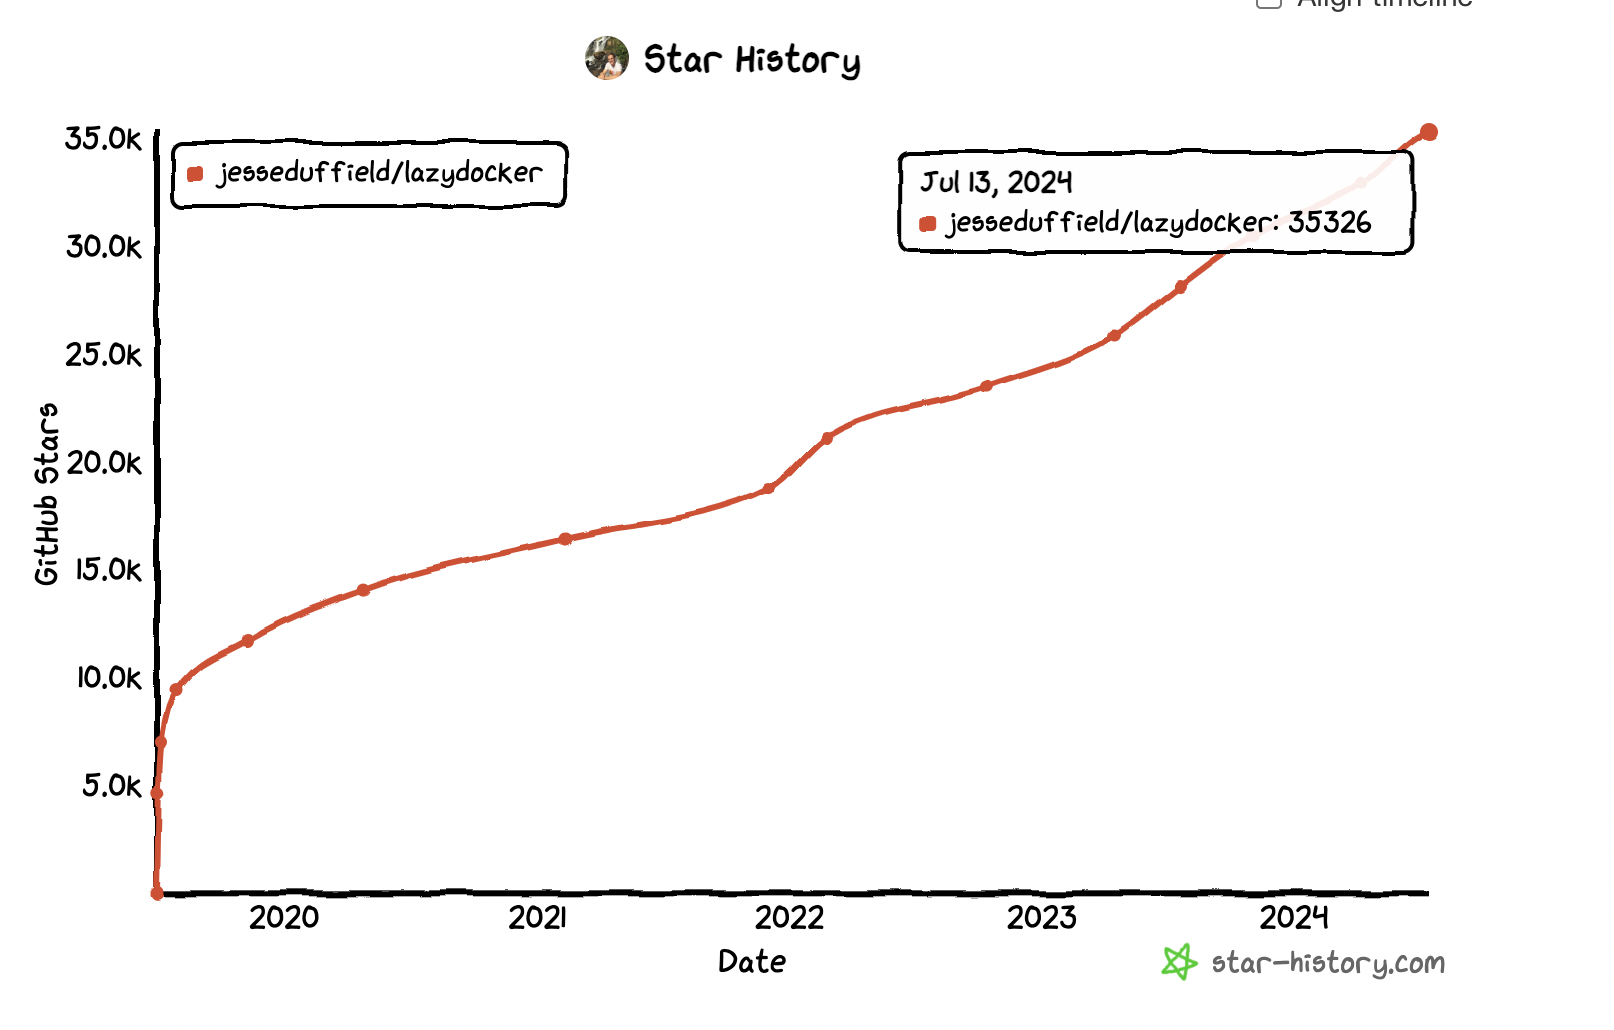 Align timeline
Star History
35.0k
30.0k
25.0k
20.0k
15.0k
10.0k
5.0k
GitHub Stars
jesseduffield/lazydocker
Jul 13, 2024
jesseduffield/lazydocker: 35326
2020
2021
2022
2023
2024
Date
star-history.com